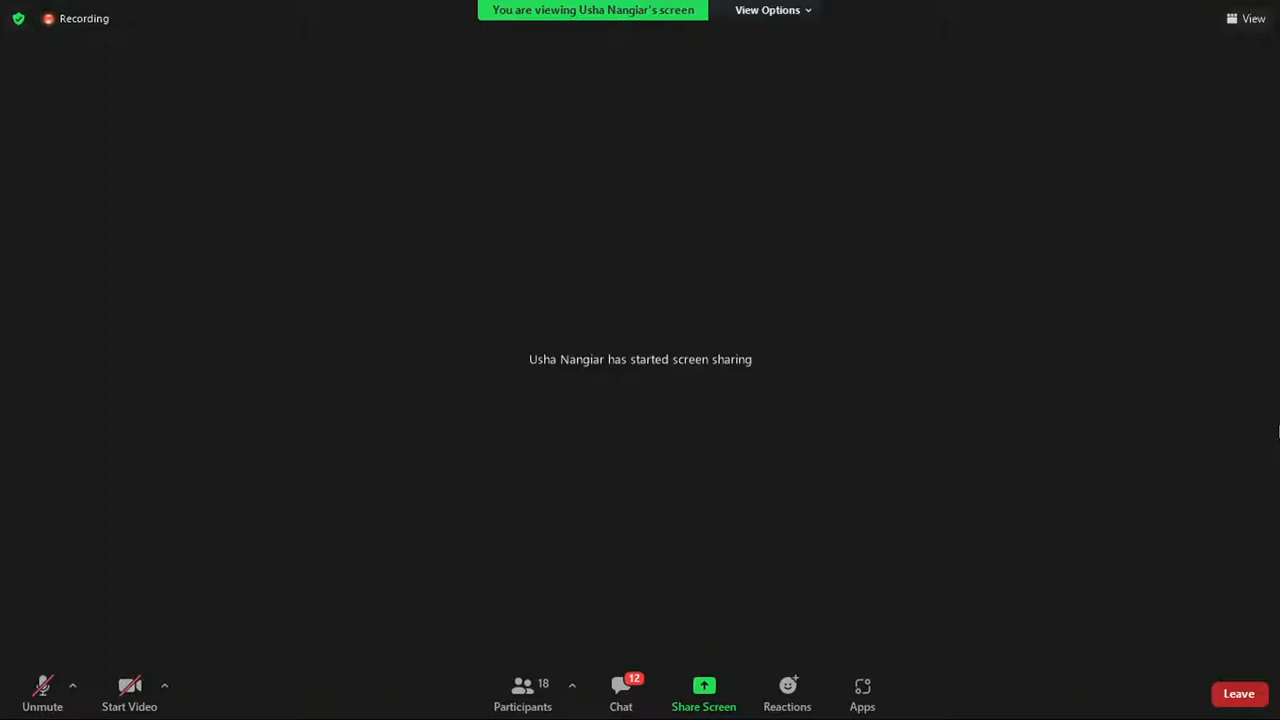 Recording
You are viewing Usha Nangiar's screen
View Options
View
Usha Nangiar has started screen sharing
Unmute
Start Video
Participants 18
Chat 12
Share Screen
Reactions
Apps
Leave